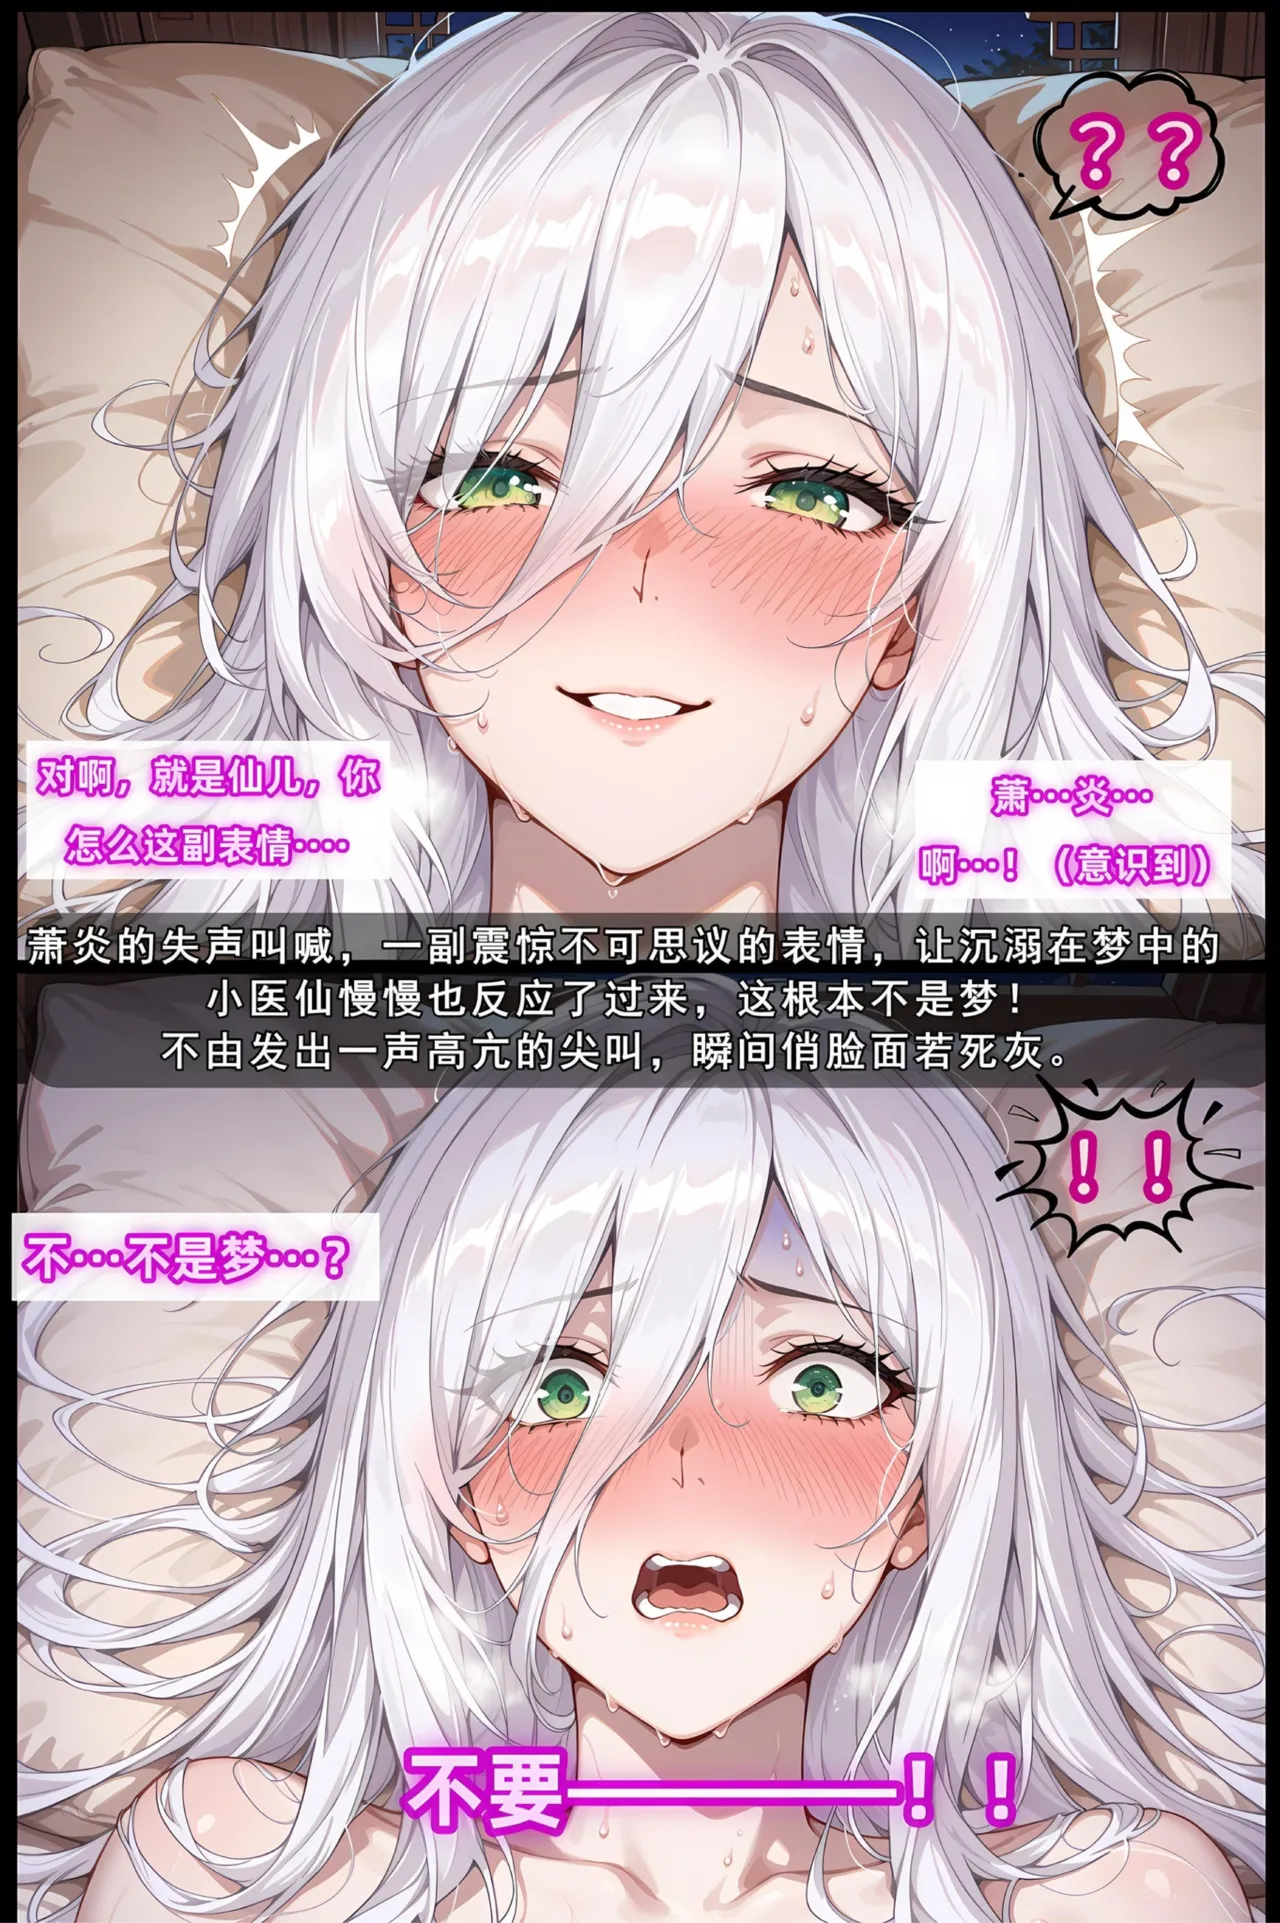 ？？
对啊，就是仙儿，你
怎么这副表情····
萧···炎···
啊···！（意识到）
萧炎的失声叫喊，一副震惊不可思议的表情，让沉溺在梦中的
小医仙慢慢也反应了过来，这根本不是梦！
不由发出一声高亢的尖叫，瞬间俏脸面若死灰。
！！
不···不是梦···？
不要————！！